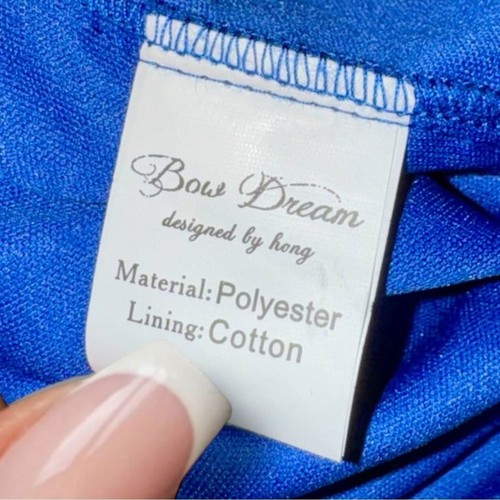 Bow Dream
designed by hong
Material: Polyester
Lining: Cotton